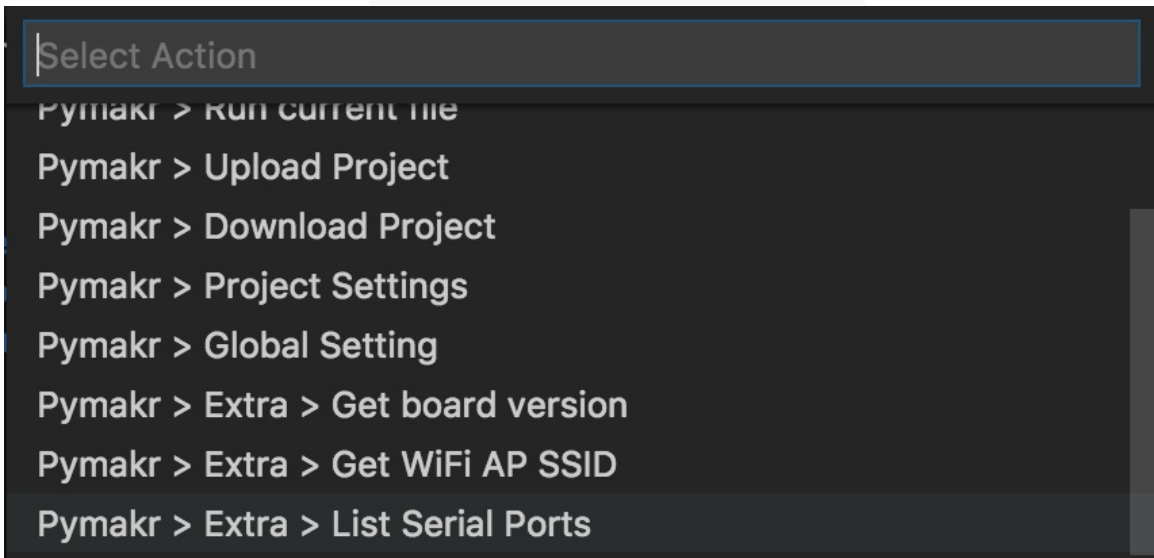 Select Action
Pymakr > Run current file
Pymakr > Upload Project
Pymakr > Download Project
Pymakr > Project Settings
Pymakr > Global Setting
Pymakr > Extra > Get board version
Pymakr > Extra > Get WiFi AP SSID
Pymakr > Extra > List Serial Ports